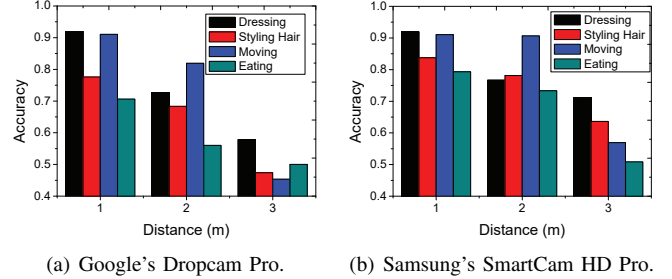 1.0
0.9
0.8
0.7
0.6
0.5
0.4
Accuracy
Dressing
Styling Hair
Moving
Eating
1 2 3
Distance (m)
(a) Google's Dropcam Pro.
1.0
0.9
0.8
0.7
0.6
0.5
0.4
Accuracy
Dressing
Styling Hair
Moving
Eating
1 2 3
Distance (m)
(b) Samsung's SmartCam HD Pro.